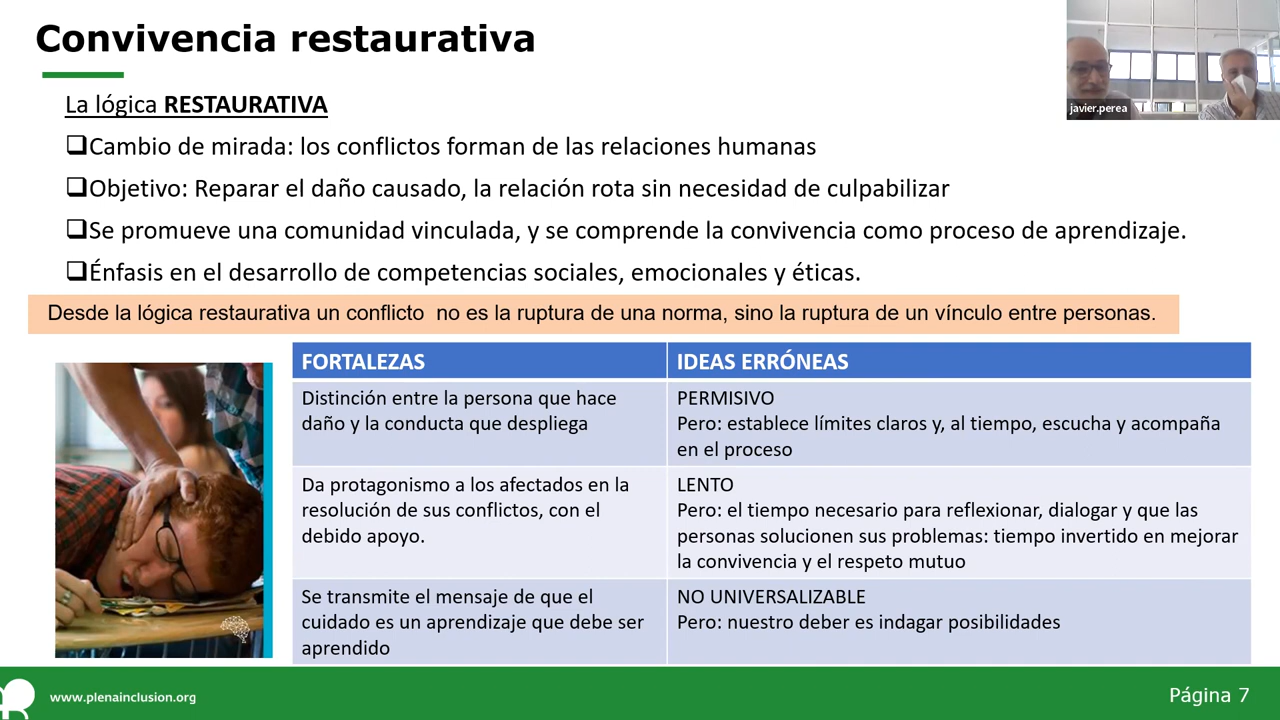 Convivencia restaurativa
javier.perea
La lógica RESTAURATIVA
❑Cambio de mirada: los conflictos forman de las relaciones humanas
❑Objetivo: Reparar el daño causado, la relación rota sin necesidad de culpabilizar
❑Se promueve una comunidad vinculada, y se comprende la convivencia como proceso de aprendizaje.
❑Énfasis en el desarrollo de competencias sociales, emocionales y éticas.
Desde la lógica restaurativa un conflicto  no es la ruptura de una norma, sino la ruptura de un vínculo entre personas.
FORTALEZAS
IDEAS ERRÓNEAS
Distinción entre la persona que hace
daño y la conducta que despliega
PERMISIVO
Pero: establece límites claros y, al tiempo, escucha y acompaña
en el proceso
Da protagonismo a los afectados en la
resolución de sus conflictos, con el
debido apoyo.
LENTO
Pero: el tiempo necesario para reflexionar, dialogar y que las
personas solucionen sus problemas: tiempo invertido en mejorar
la convivencia y el respeto mutuo
Se transmite el mensaje de que el
cuidado es un aprendizaje que debe ser
aprendido
NO UNIVERSALIZABLE
Pero: nuestro deber es indagar posibilidades
www.plenainclusion.org
Página 7